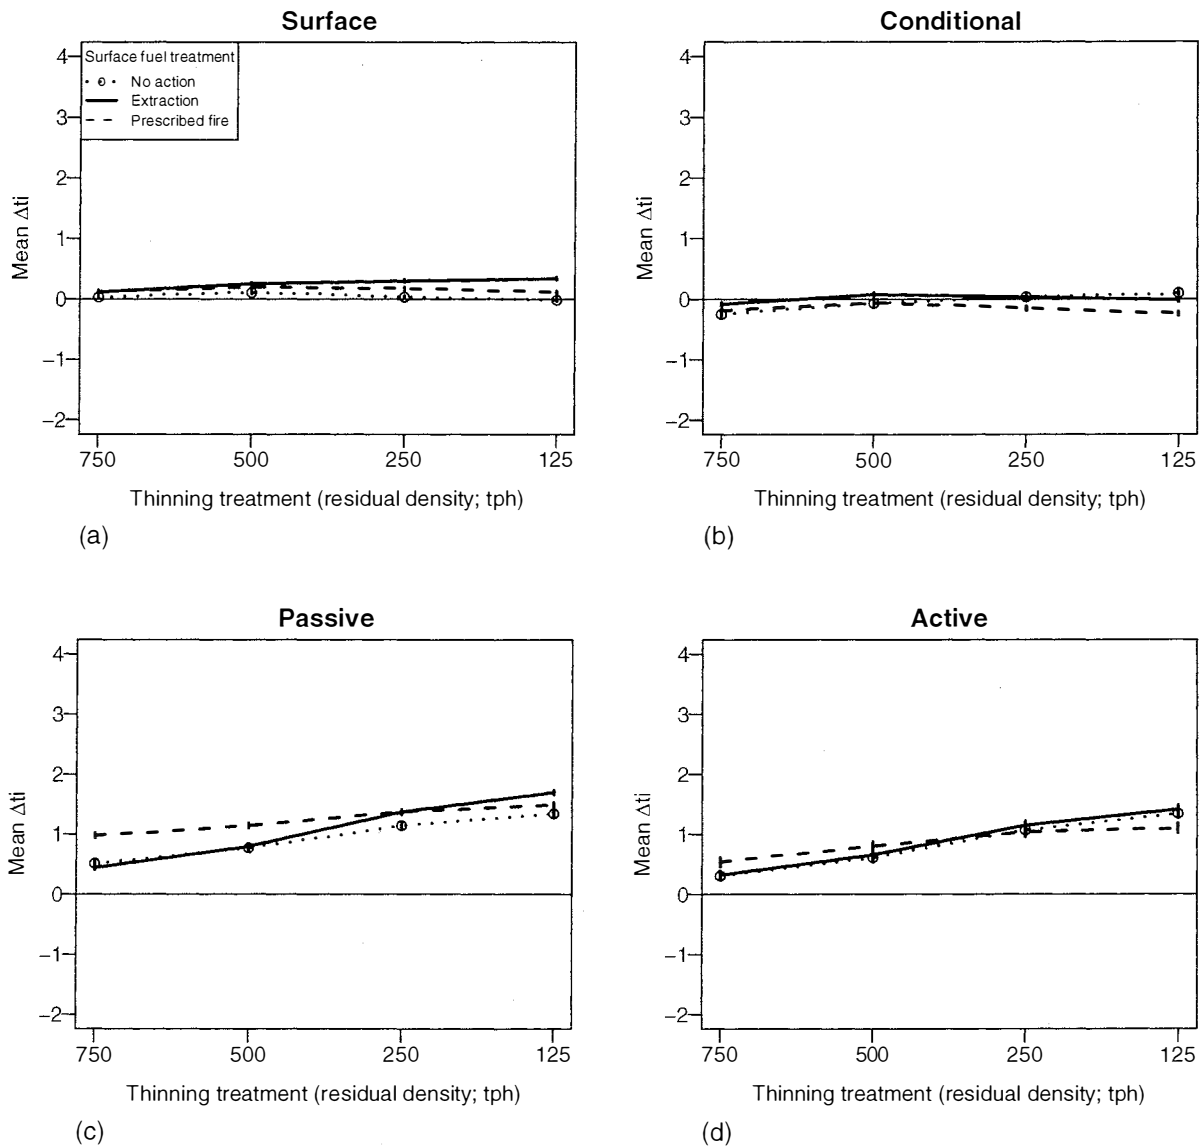 Surface
4
3
2
1
0
−1
−2
Mean Δti
Surface fuel treatment
No action
Extraction
Prescribed fire
750 500 250 125
Thinning treatment (residual density; tph)
(a)
Conditional
4
3
2
1
0
−1
−2
Mean Δti
750 500 250 125
Thinning treatment (residual density; tph)
(b)
Passive
4
3
2
1
0
−1
−2
Mean Δti
750 500 250 125
Thinning treatment (residual density; tph)
(c)
Active
4
3
2
1
0
−1
−2
Mean Δti
750 500 250 125
Thinning treatment (residual density; tph)
(d)